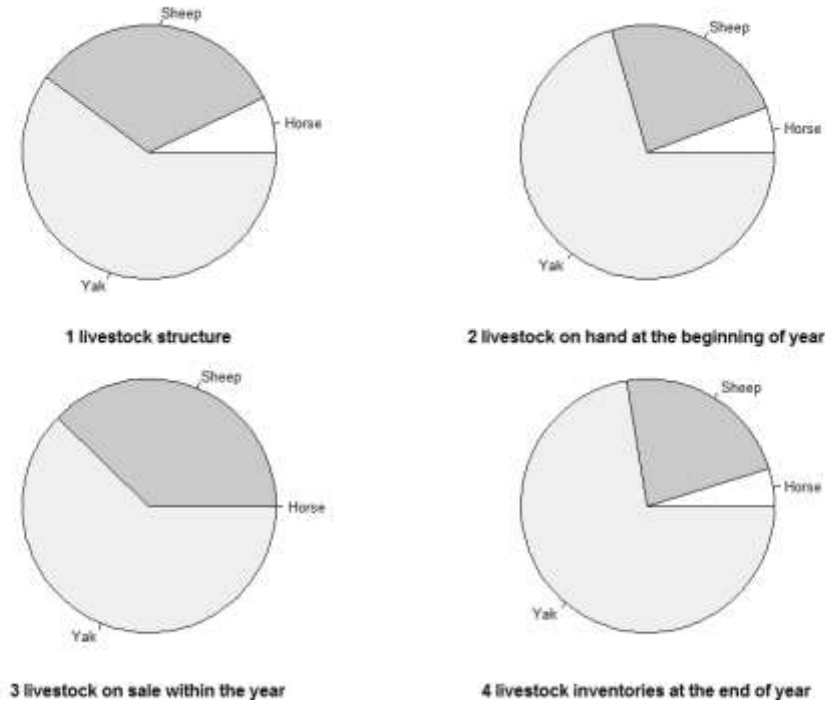 Sheep
Horse
Yak
1 livestock structure
Sheep
Horse
Yak
2 livestock on hand at the beginning of year
Sheep
Horse
Yak
3 livestock on sale within the year
Sheep
Horse
Yak
4 livestock inventories at the end of year